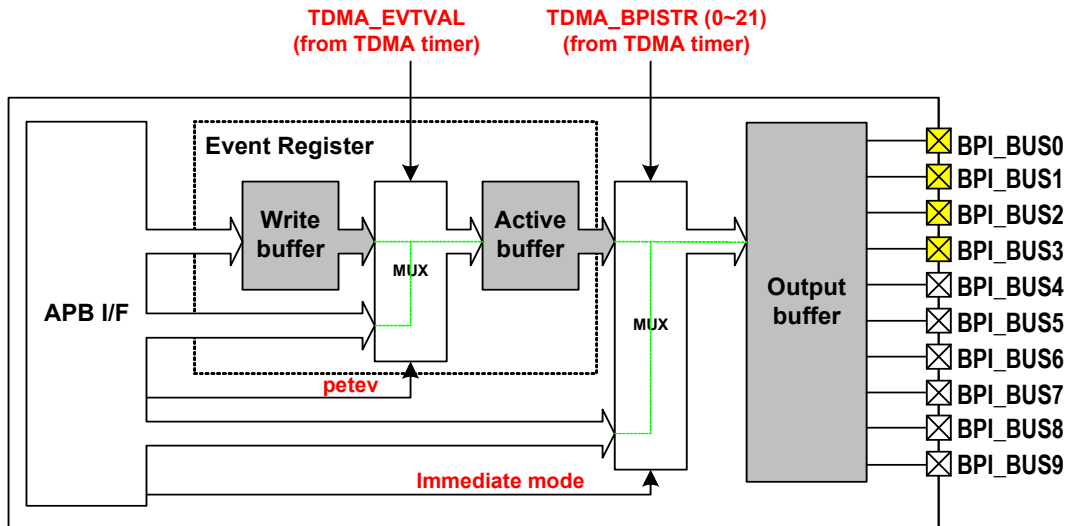 TDMA_EVTVAL
(from TDMA timer)
TDMA_BPISTR (0~21)
(from TDMA timer)
Event Register
Write
buffer
MUX
Active
buffer
MUX
APB I/F
Output
buffer
petev
Immediate mode
BPI_BUS0
BPI_BUS1
BPI_BUS2
BPI_BUS3
BPI_BUS4
BPI_BUS5
BPI_BUS6
BPI_BUS7
BPI_BUS8
BPI_BUS9